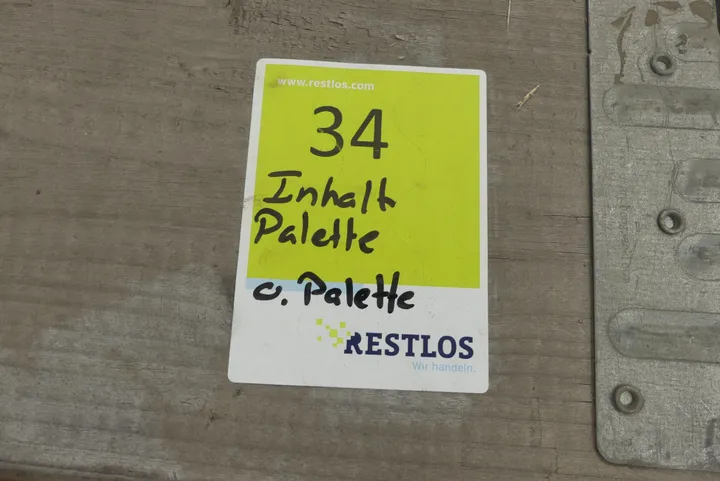 www.restlos.com
34
Inhalt
Palette
o. Palette
RESTLOS
Wir handeln.